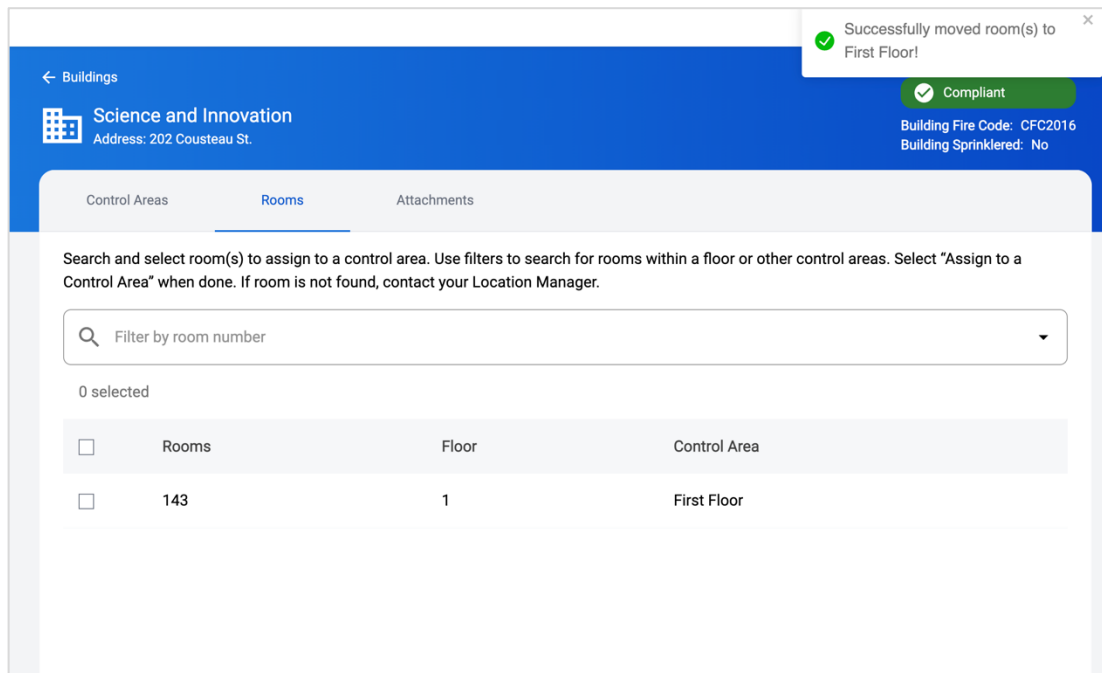 Successfully moved room(s) to
First Floor!
Buildings
Science and Innovation
Address: 202 Cousteau St.
Compliant
Building Fire Code: CFC2016
Building Sprinklered: No
Control Areas
Rooms
Attachments
Search and select room(s) to assign to a control area. Use filters to search for rooms within a floor or other control areas. Select “Assign to a
Control Area” when done. If room is not found, contact your Location Manager.
Filter by room number
0 selected
Rooms Floor Control Area
143 1 First Floor